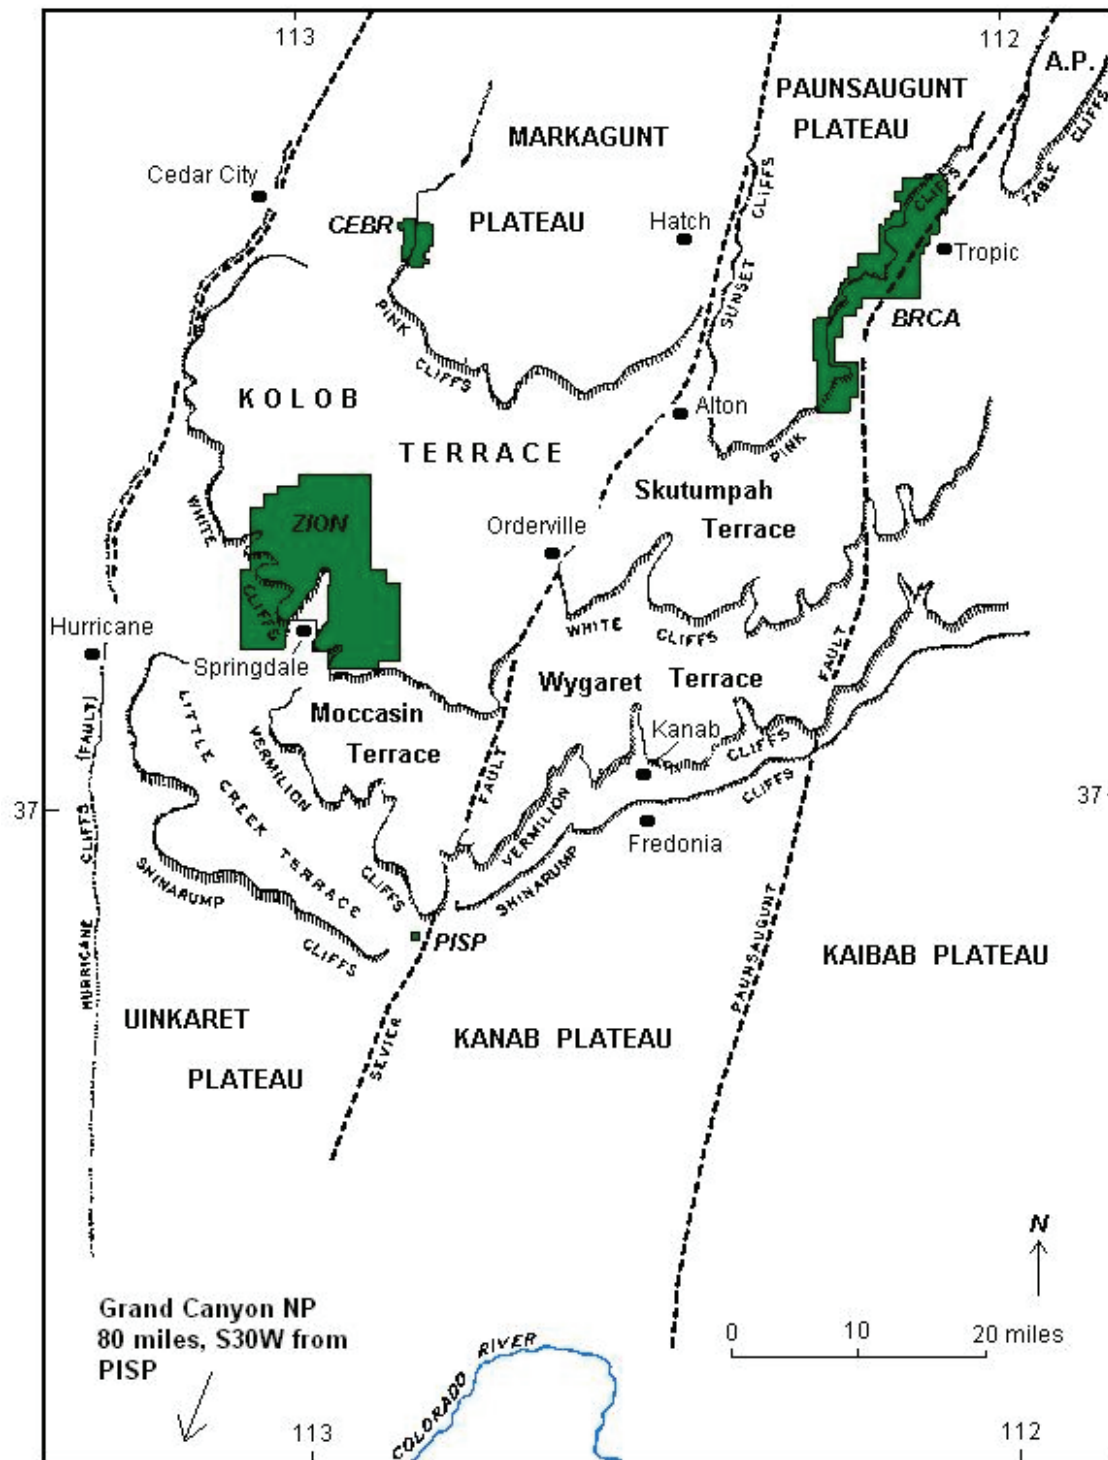 113
112
A.P.
PAUNSAUGUNT
PLATEAU
TABLE CLIFFS
MARKAGUNT
PLATEAU
Cedar City
CEBR
Hatch
SUNSET CLIFFS
CLIFFS
Tropic
BRCA
PINK CLIFFS
KOLOB
TERRACE
Alton
PINK
Skutumpah
Terrace
WHITE
CLIFFS
ZION
Orderville
WHITE CLIFFS
Hurricane
Springdale
Wygaret Terrace
FAULT
Moccasin
Terrace
Kanab
CLIFFS
VERMILION
CLIFFS
LITTLE CREEK TERRACE
FAULT
VERMILION
CLIFFS
37
37
Fredonia
SHINARUMP
SHINARUMP
CLIFFS
HURRICANE CLIFFS (FAULT)
PISP
PAUNSAUGUNT
KAIBAB PLATEAU
UINKARET
PLATEAU
SEVIER
KANAB PLATEAU
N
Grand Canyon NP
80 miles, S30W from
PISP
0 10 20 miles
COLORADO RIVER
113
112